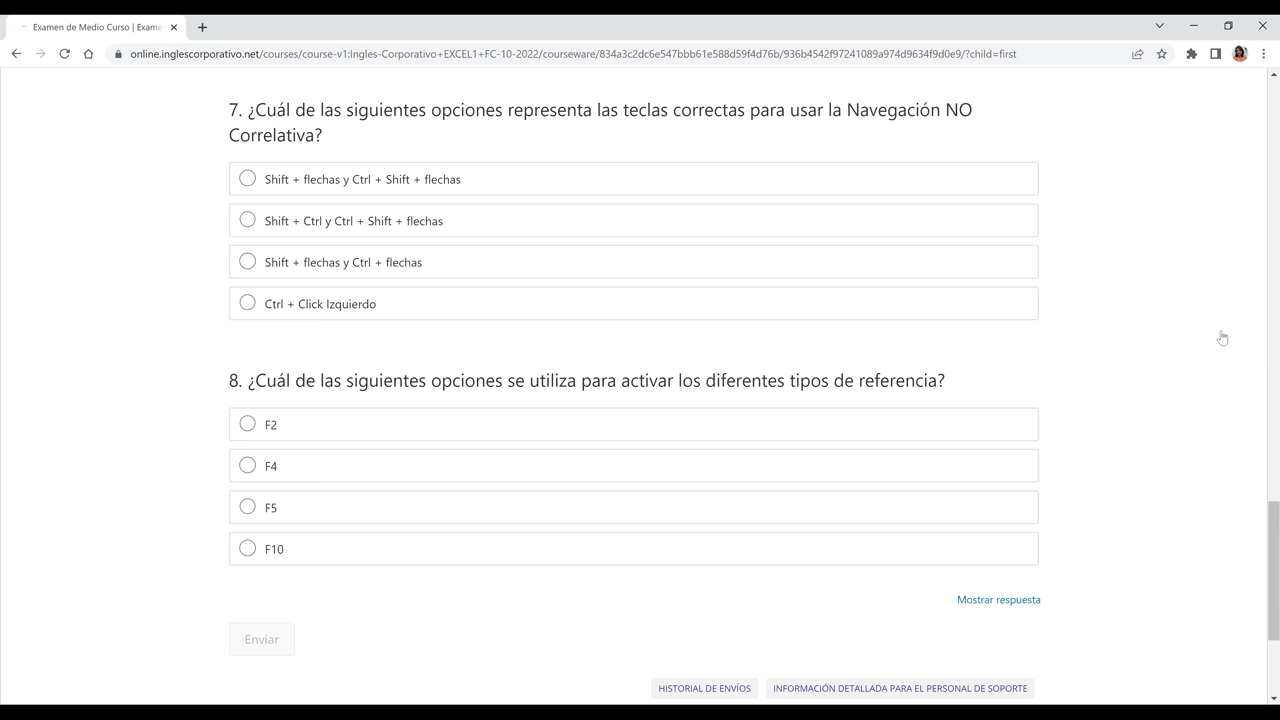 Examen de Medio Curso | Exame
online.inglescorporativo.net/courses/course-v1:Ingles-Corporativo+EXCEL1+FC-10-2022/courseware/834a3c2dc6e547bbb61e588d59f4d76b/936b4542f97241089a974d9634f9d0e9/?child=first
7. ¿Cuál de las siguientes opciones representa las teclas correctas para usar la Navegación NO
Correlativa?
Shift + flechas y Ctrl + Shift + flechas
Shift + Ctrl y Ctrl + Shift + flechas
Shift + flechas y Ctrl + flechas
Ctrl + Click Izquierdo
8. ¿Cuál de las siguientes opciones se utiliza para activar los diferentes tipos de referencia?
F2
F4
F5
F10
Mostrar respuesta
Enviar
HISTORIAL DE ENVÍOS
INFORMACIÓN DETALLADA PARA EL PERSONAL DE SOPORTE